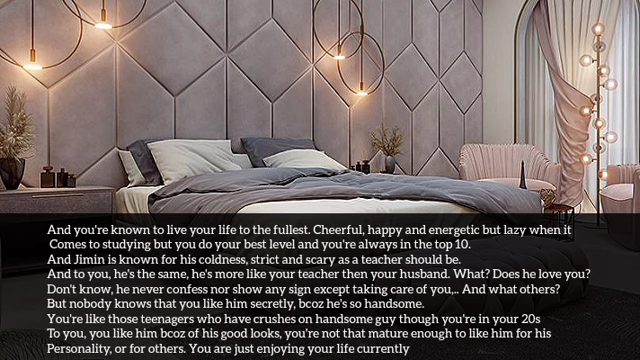 And you're known to live your life to the fullest. Cheerful, happy and energetic but lazy when it
Comes to studying but you do your best level and you're always in the top 10.
And Jimin is known for his coldness, strict and scary as a teacher should be.
And to you, he's the same, he's more like your teacher then your husband. What? Does he love you?
Don't know, he never confess nor show any sign except taking care of you,.. And what others?
But nobody knows that you like him secretly, bcoz he's so handsome.
You're like those teenagers who have crushes on handsome guy though you're in your 20s
To you, you like him bcoz of his good looks, you're not that mature enough to like him for his
Personality, or for others. You are just enjoying your life currently